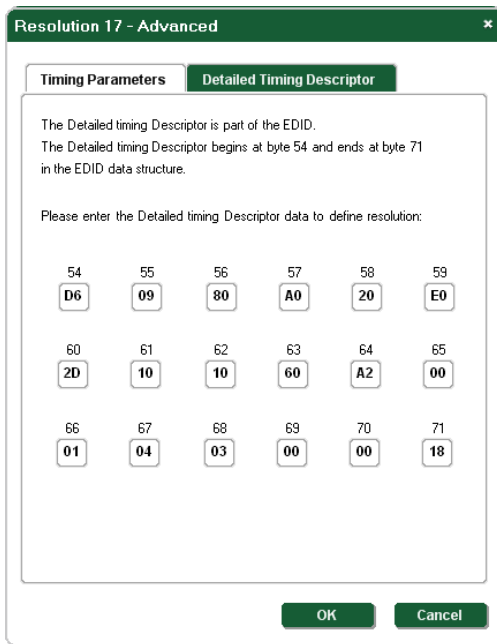 Resolution 17 - Advanced ×
Timing Parameters Detailed Timing Descriptor
The Detailed timing Descriptor is part of the EDID.
The Detailed timing Descriptor begins at byte 54 and ends at byte 71
in the EDID data structure.
Please enter the Detailed timing Descriptor data to define resolution:
54 55 56 57 58 59
D6 09 80 A0 20 E0
60 61 62 63 64 65
2D 10 10 60 A2 00
66 67 68 69 70 71
01 04 03 00 00 18
OK Cancel